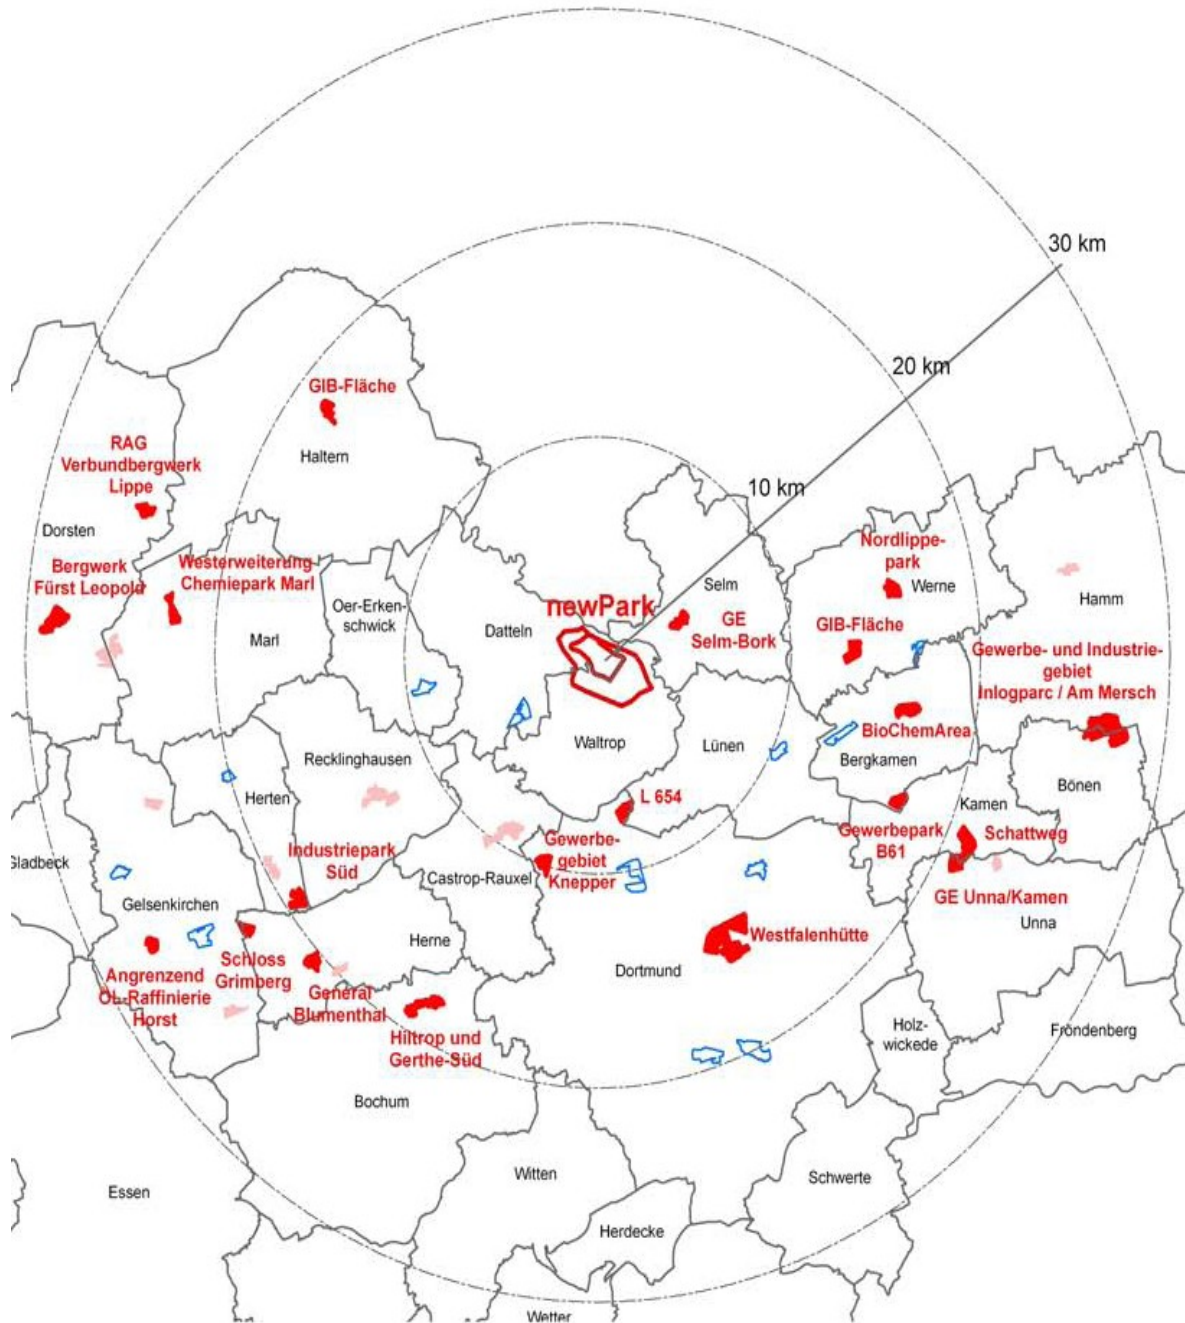 30 km
20 km
GIB-Fläche
RAG
Verbundbergwerk
Lippe
Haltern
10 km
Dorsten
Nordlippe-
park
Bergwerk
Fürst Leopold
Westerweiterung
Chemiepark Marl
Selm
Werne
Hamm
Oer-Erken-
schwick
newPark
GE
Selm-Bork
GIB-Fläche
Marl
Datteln
Gewerbe- und Industrie-
gebiet
Inlogparc / Am Mersch
BioChemArea
Waltrop
Lünen
Recklinghausen
Bergkamen
Bönen
Herten
L 654
Kamen
Gewerbepark
B61
Schattweg
Gewerbe-
gebiet
Knepper
Industriepark
Süd
Gladbeck
Castrop-Rauxel
GE Unna/Kamen
Unna
Gelsenkirchen
Westfalenhütte
Herne
Schloss
Grimberg
Dortmund
Angrenzend
ÖL-Raffinierie
Horst
General
Blumenthal
Hiltrop und
Gerthe-Süd
Holz-
wickede
Fröndenberg
Bochum
Witten
Schwerte
Essen
Herdecke
Wetter